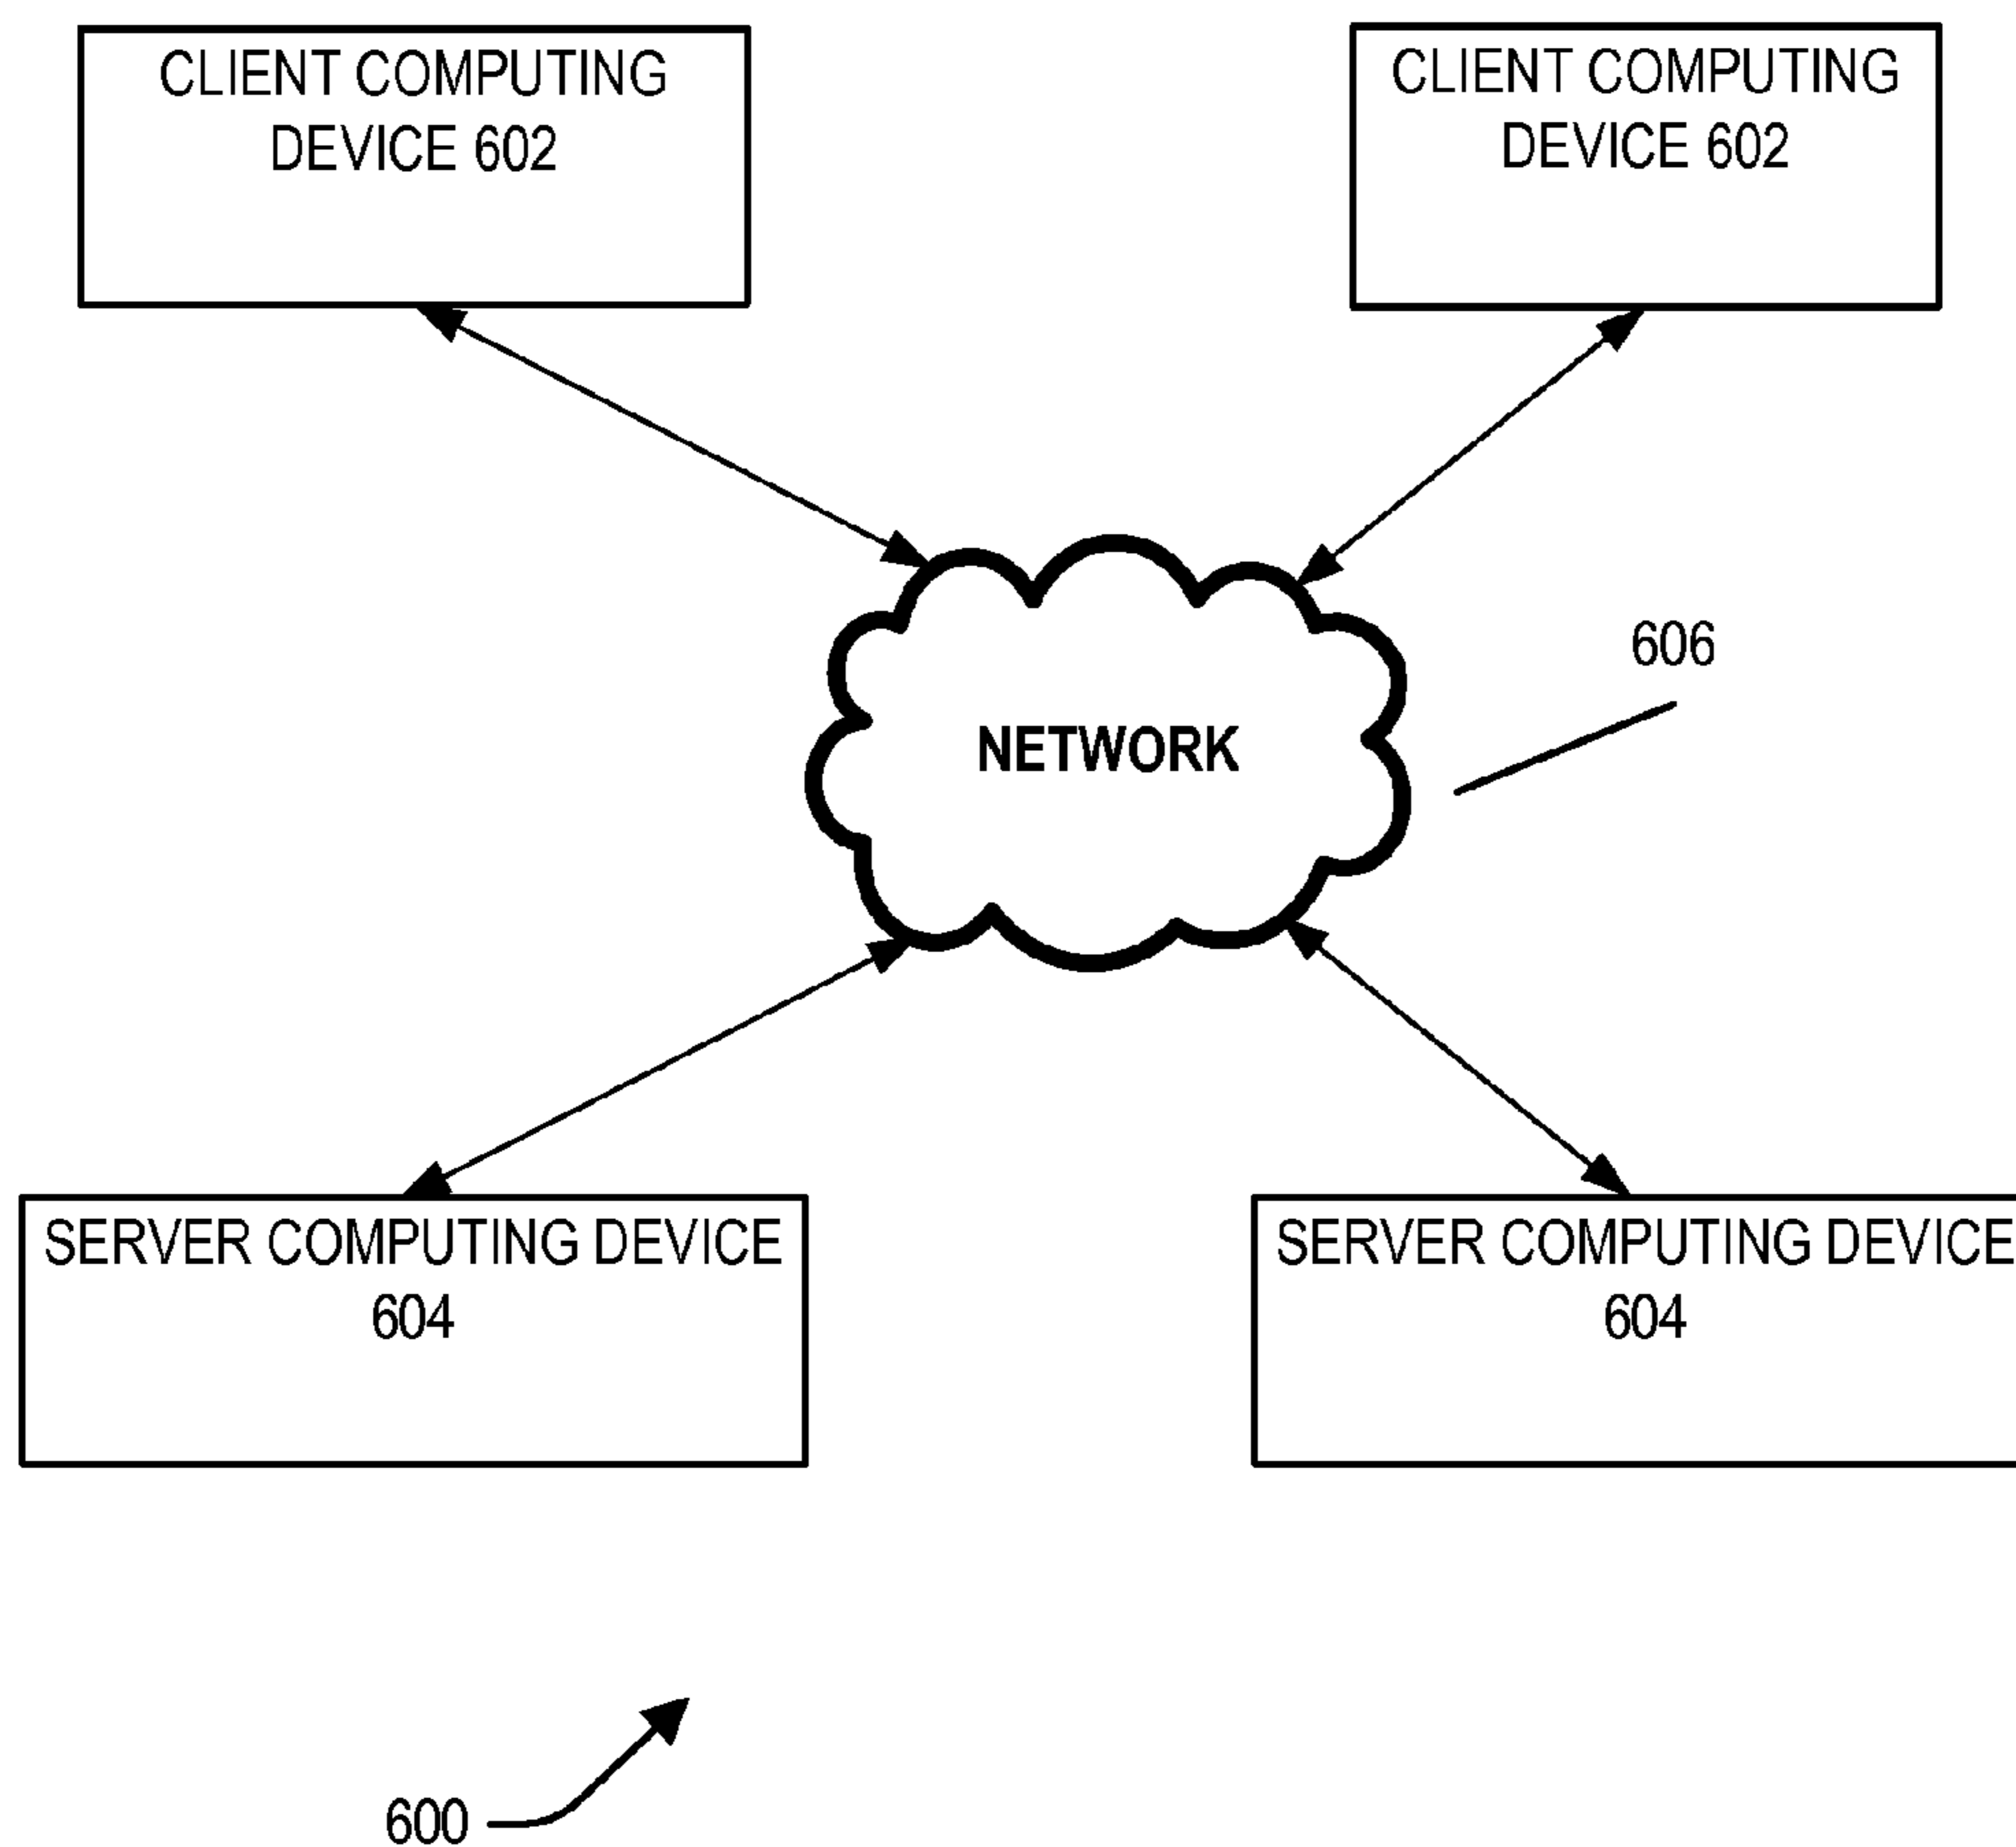 CLIENT COMPUTING
DEVICE 602
CLIENT COMPUTING
DEVICE 602
606
NETWORK
SERVER COMPUTING DEVICE
604
SERVER COMPUTING DEVICE
604
600